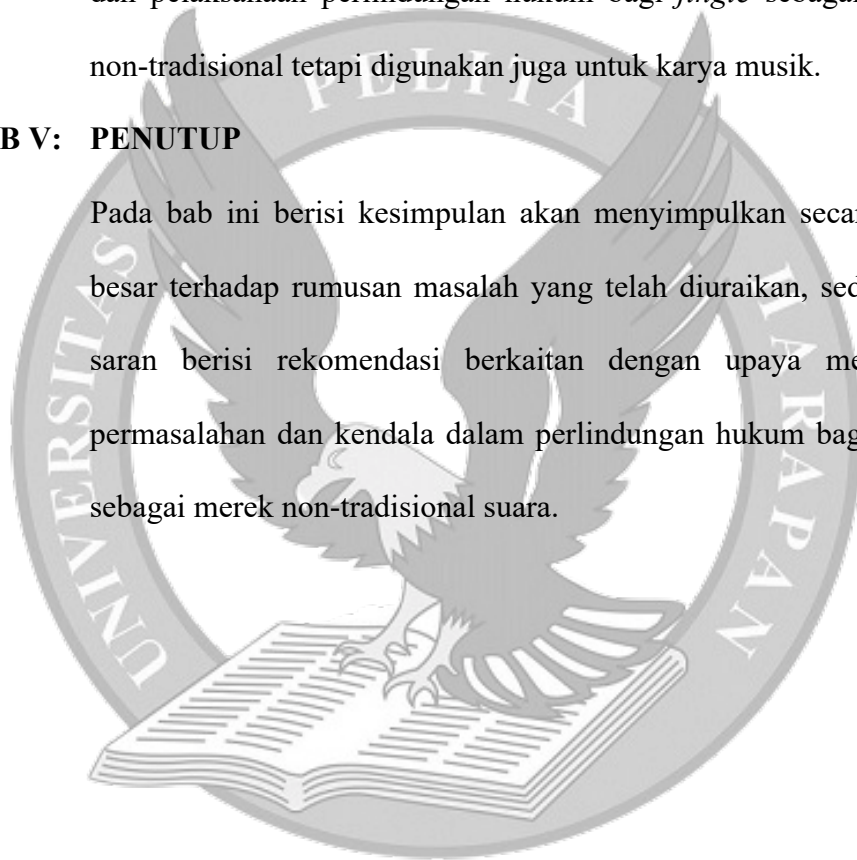 dan pelaksanaan perlindungan hukum bagi jingle sebagai
non-tradisional tetapi digunakan juga untuk karya musik.
B V: PENUTUP
Pada bab ini berisi kesimpulan akan menyimpulkan secar
besar terhadap rumusan masalah yang telah diuraikan, sed
saran berisi rekomendasi berkaitan dengan upaya me
permasalahan dan kendala dalam perlindungan hukum bag
sebagai merek non-tradisional suara.
UNIVERSITAS PELITA HARAPAN